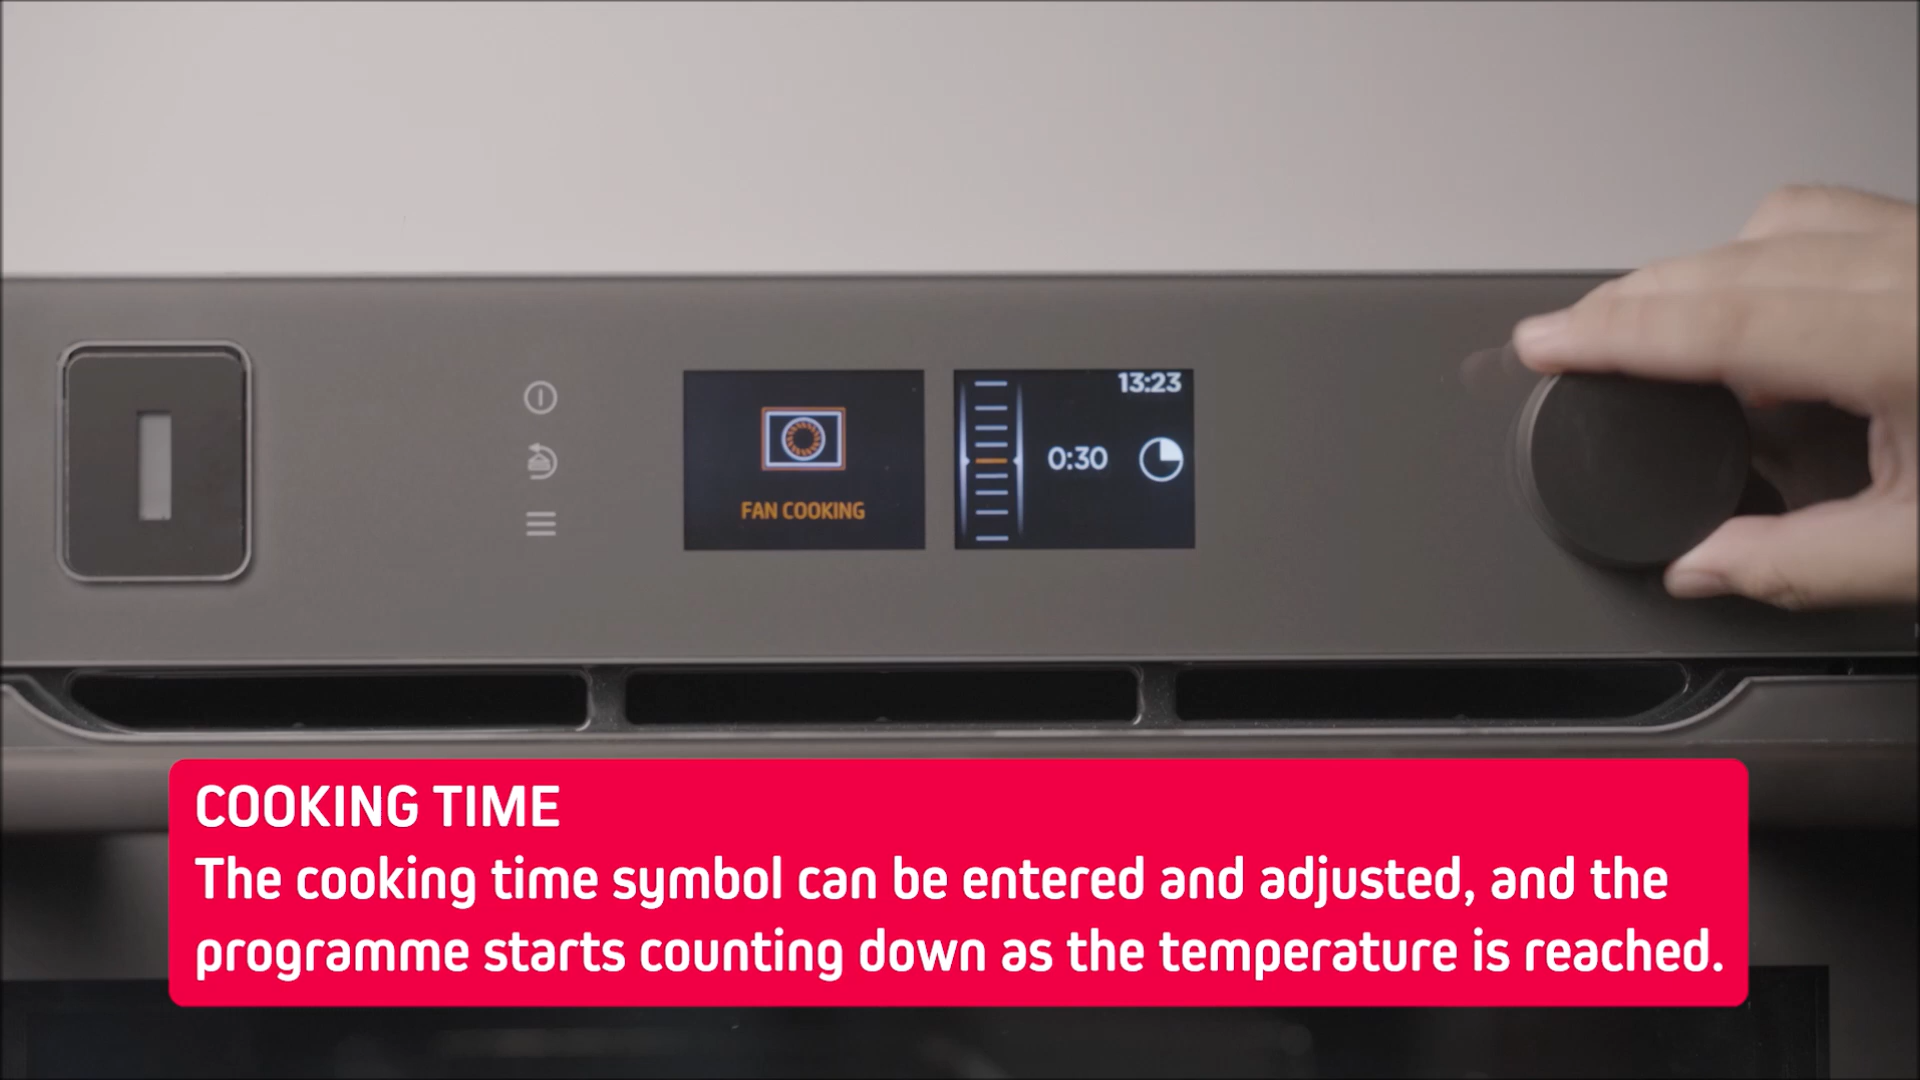 13:23
0:30
FAN COOKING
COOKING TIME
The cooking time symbol can be entered and adjusted, and the
programme starts counting down as the temperature is reached.